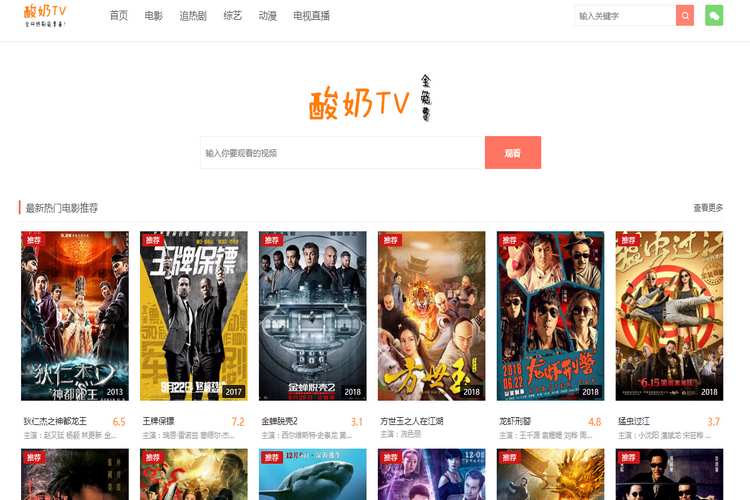 酸奶TV
首页 电影 追热剧 综艺 动漫 电视直播
输入关键字
酸奶TV 全免费
输入你要观看的视频 观看
最新热门电影推荐 查看更多
推荐 推荐 推荐 推荐 推荐 推荐
王牌保镖
狄仁杰
神都龙王
金蝉脱壳2
方世玉
龙虾刑警
猛虫过江
2013 2017 2018 2018 2018 2018
狄仁杰之神都龙王 6.5 王牌保镖 7.2 金蝉脱壳2 3.1 方世玉之人在江湖 龙虾刑警 4.8 猛虫过江 3.7
主演：赵又廷 杨颖 林更新 金... 主演：瑞恩·雷诺兹 塞缪尔·杰... 主演：西尔维斯特·史泰龙 黄... 主演：洗邑丽 主演：王千源 袁姗姗 刘桦 周... 主演：小沈阳 潘斌龙 宋芸桦 ...
推荐 推荐 推荐 推荐 推荐 推荐